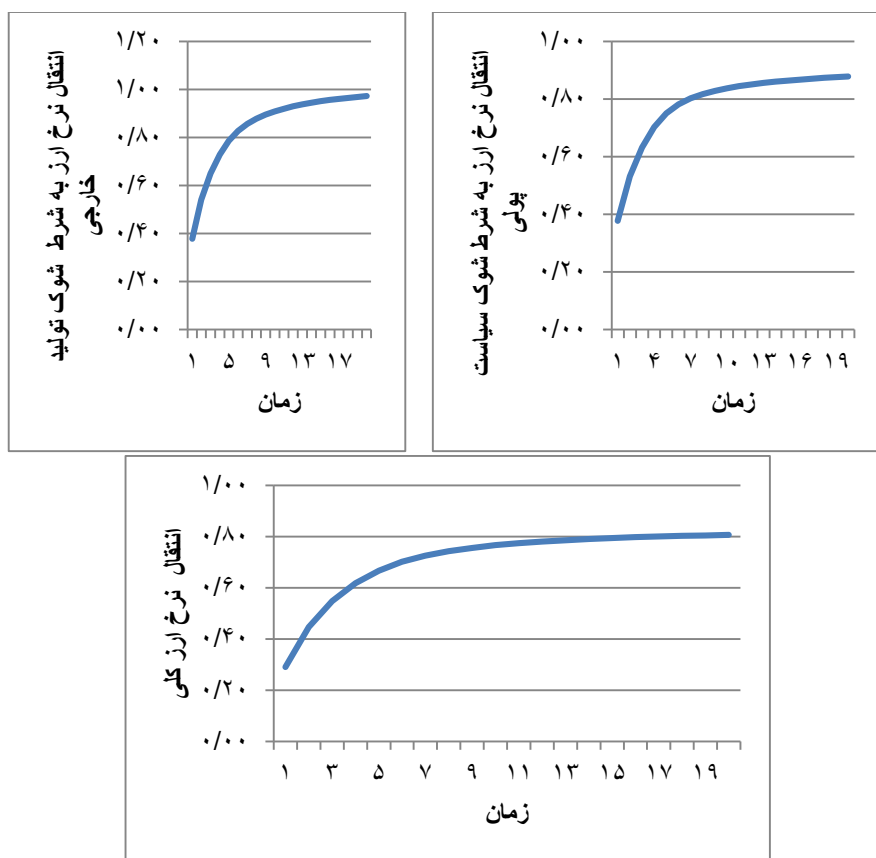 انتقال نرخ ارز به شرط شوک تولید
خارجی
۱/۲۰
۱/۰۰
۰/۸۰
۰/۶۰
۰/۴۰
۰/۲۰
۰/۰۰
۱ ۵ ۹ ۱۳ ۱۷
زمان
انتقال نرخ ارز به شرط شوک سیاست
پولی
۱/۰۰
۰/۸۰
۰/۶۰
۰/۴۰
۰/۲۰
۰/۰۰
۱ ۴ ۷ ۱۰ ۱۳ ۱۶ ۱۹
زمان
انتقال نرخ ارز کلی
۱/۰۰
۰/۸۰
۰/۶۰
۰/۴۰
۰/۲۰
۰/۰۰
۱ ۳ ۵ ۷ ۹ ۱۱ ۱۳ ۱۵ ۱۷ ۱۹
زمان